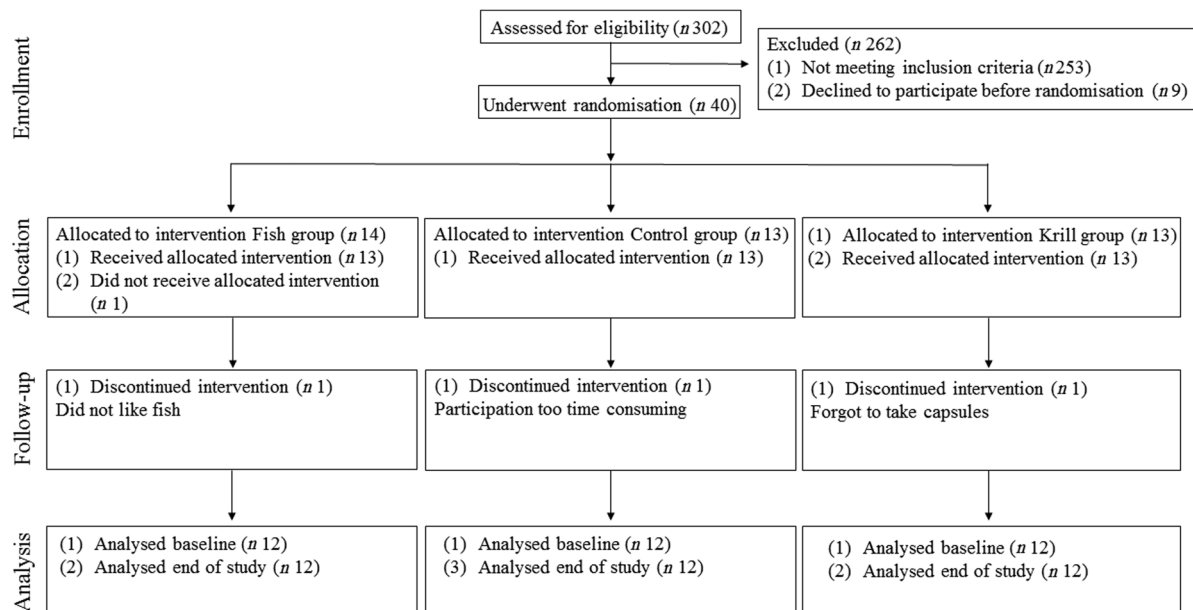 Enrollment
Assessed for eligibility (n 302)
Excluded (n 262)
(1) Not meeting inclusion criteria (n 253)
(2) Declined to participate before randomisation (n 9)
Underwent randomisation (n 40)
Allocation
Allocated to intervention Fish group (n 14)
(1) Received allocated intervention (n 13)
(2) Did not receive allocated intervention
(n 1)
Allocated to intervention Control group (n 13)
(1) Received allocated intervention (n 13)
(1) Allocated to intervention Krill group (n 13)
(2) Received allocated intervention (n 13)
Follow-up
(1) Discontinued intervention (n 1)
Did not like fish
(1) Discontinued intervention (n 1)
Participation too time consuming
(1) Discontinued intervention (n 1)
Forgot to take capsules
Analysis
(1) Analysed baseline (n 12)
(2) Analysed end of study (n 12)
(1) Analysed baseline (n 12)
(3) Analysed end of study (n 12)
(1) Analysed baseline (n 12)
(2) Analysed end of study (n 12)